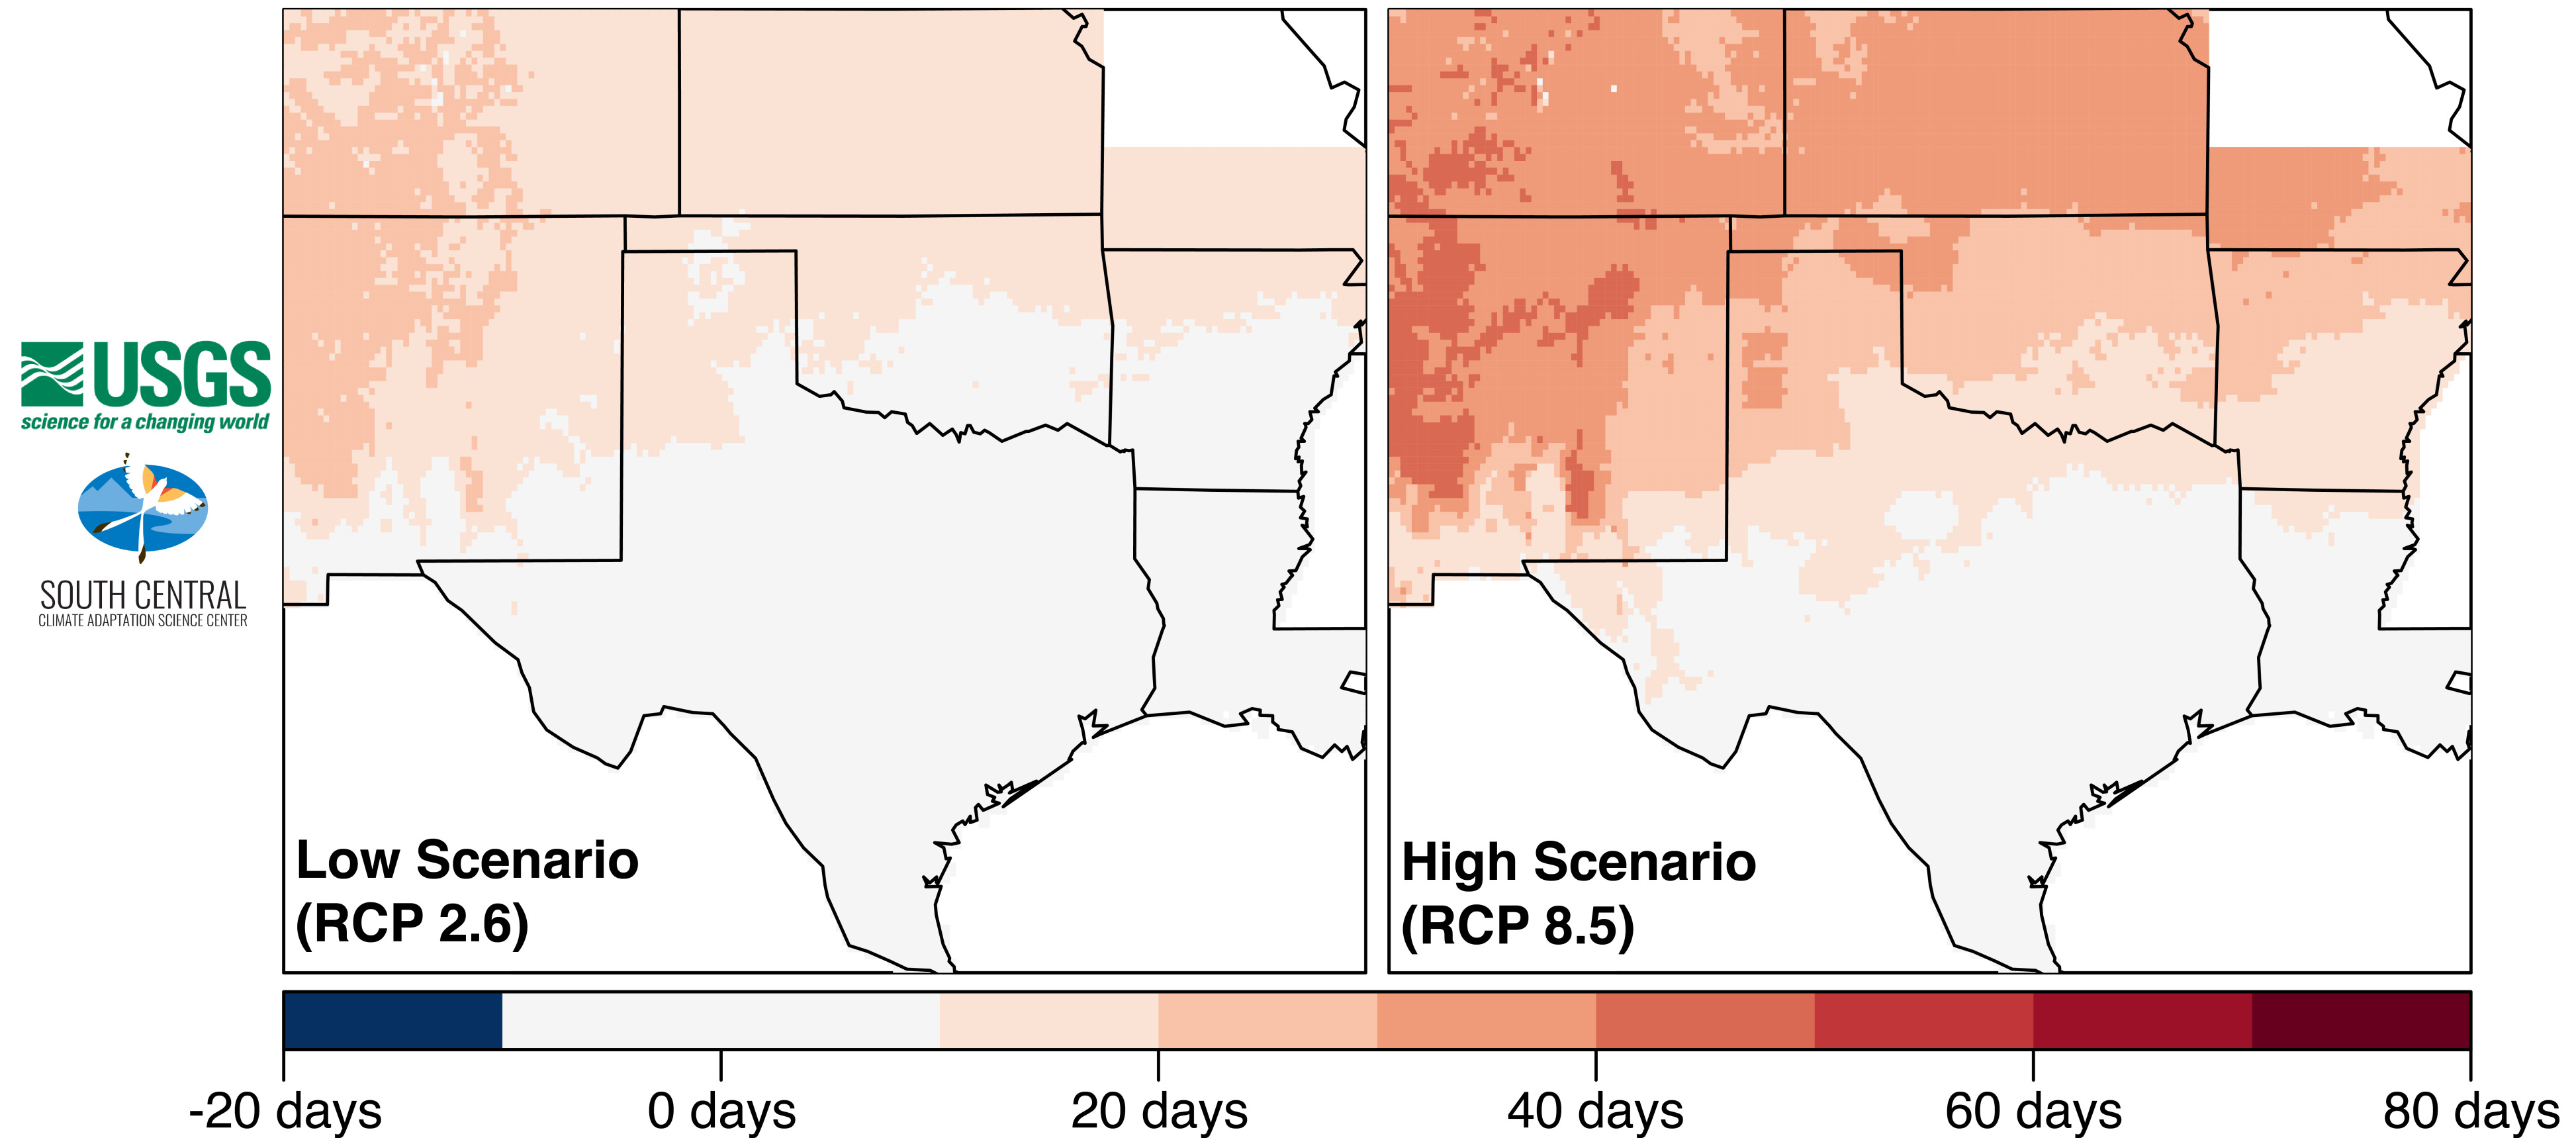 USGS
science for a changing world
SOUTH CENTRAL
CLIMATE ADAPTATION SCIENCE CENTER
Low Scenario
(RCP 2.6)
High Scenario
(RCP 8.5)
-20 days
0 days
20 days
40 days
60 days
80 days